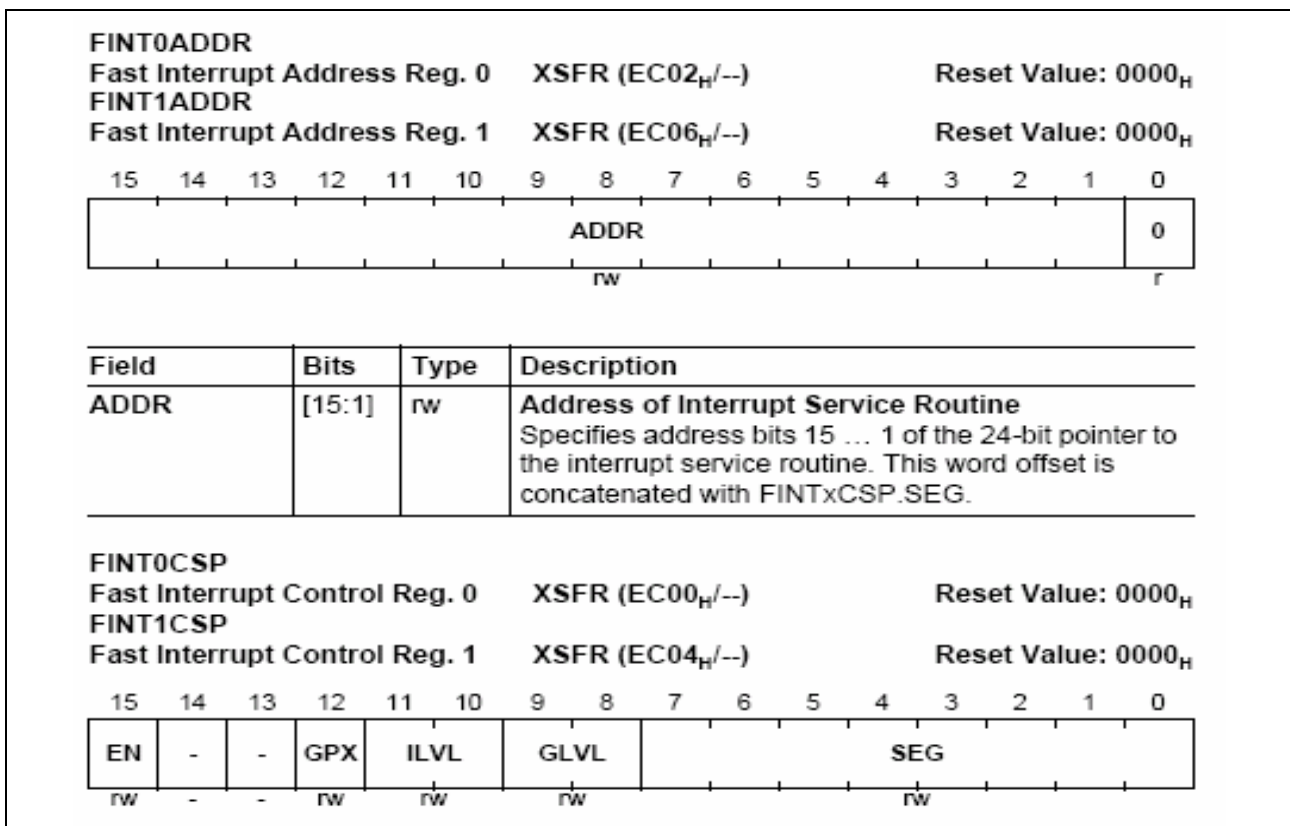 FINT0ADDR
Fast Interrupt Address Reg. 0 XSFR (EC02H/--) Reset Value: 0000H
FINT1ADDR
Fast Interrupt Address Reg. 1 XSFR (EC06H/--) Reset Value: 0000H
15 14 13 12 11 10 9 8 7 6 5 4 3 2 1 0
ADDR 0
rw r
Field Bits Type Description
ADDR [15:1] rw Address of Interrupt Service Routine
Specifies address bits 15 … 1 of the 24-bit pointer to
the interrupt service routine. This word offset is
concatenated with FINTxCSP.SEG.
FINT0CSP
Fast Interrupt Control Reg. 0 XSFR (EC00H/--) Reset Value: 0000H
FINT1CSP
Fast Interrupt Control Reg. 1 XSFR (EC04H/--) Reset Value: 0000H
15 14 13 12 11 10 9 8 7 6 5 4 3 2 1 0
EN - - GPX ILVL GLVL SEG
rw - - rw rw rw rw